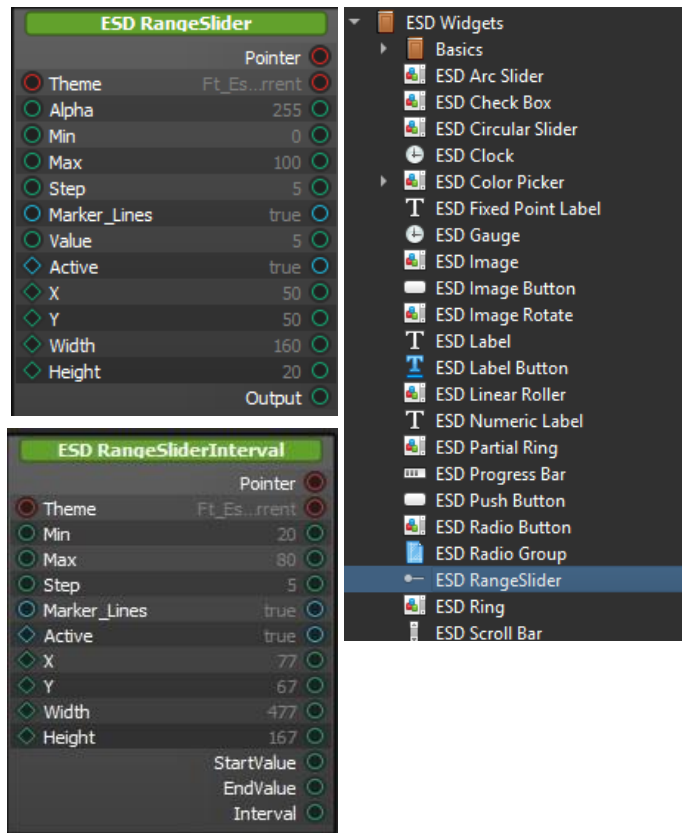 ESD RangeSlider
Pointer
Theme Ft_Es...rrent
Alpha 255
Min 0
Max 100
Step 5
Marker_Lines true
Value 5
Active true
X 50
Y 50
Width 160
Height 20
Output
ESD RangeSliderInterval
Pointer
Theme Ft_Es...rrent
Min 20
Max 80
Step 5
Marker_Lines true
Active true
X 77
Y 67
Width 477
Height 167
StartValue
EndValue
Interval
ESD Widgets
Basics
ESD Arc Slider
ESD Check Box
ESD Circular Slider
ESD Clock
ESD Color Picker
ESD Fixed Point Label
ESD Gauge
ESD Image
ESD Image Button
ESD Image Rotate
ESD Label
ESD Label Button
ESD Linear Roller
ESD Numeric Label
ESD Partial Ring
ESD Progress Bar
ESD Push Button
ESD Radio Button
ESD Radio Group
ESD RangeSlider
ESD Ring
ESD Scroll Bar